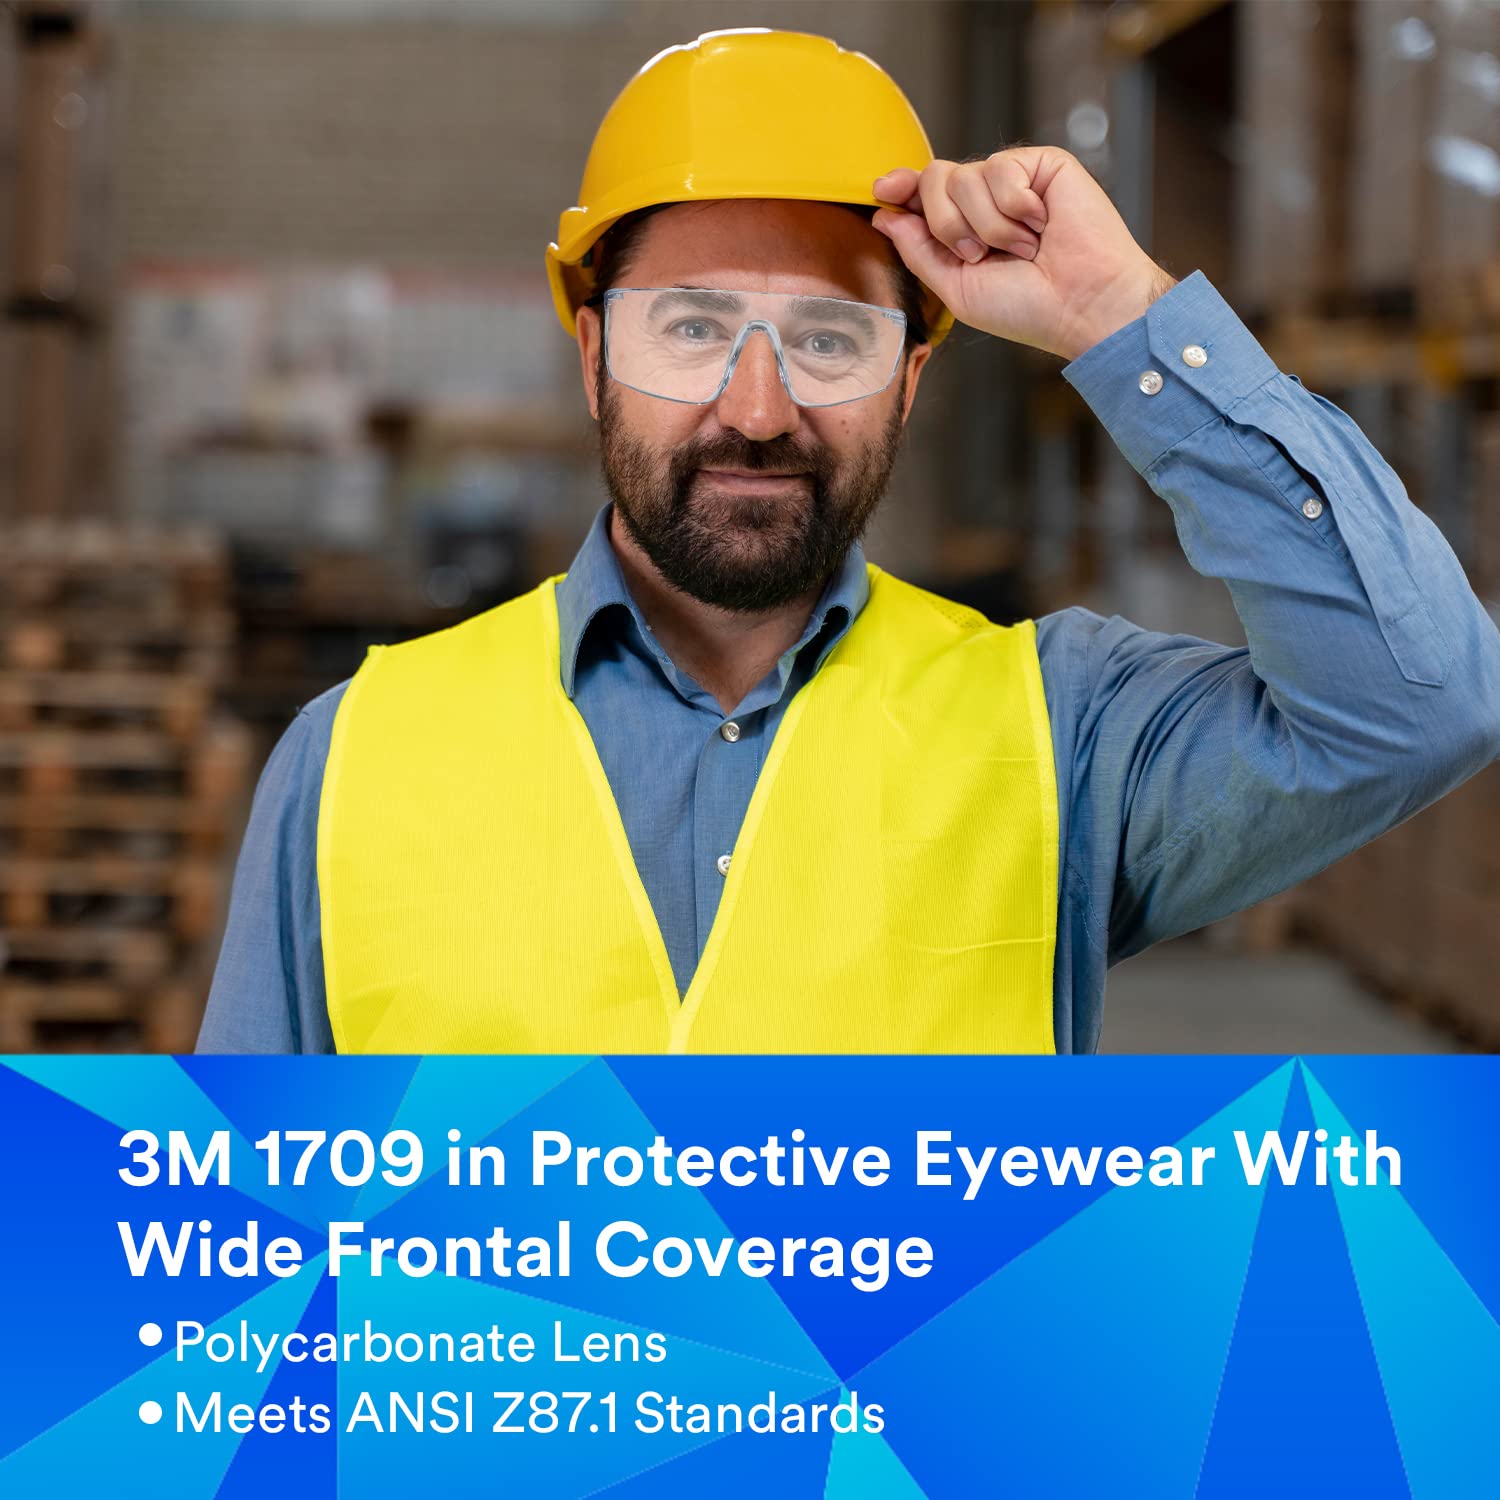 3M 1709 in Protective Eyewear With
Wide Frontal Coverage
• Polycarbonate Lens
• Meets ANSI Z87.1 Standards